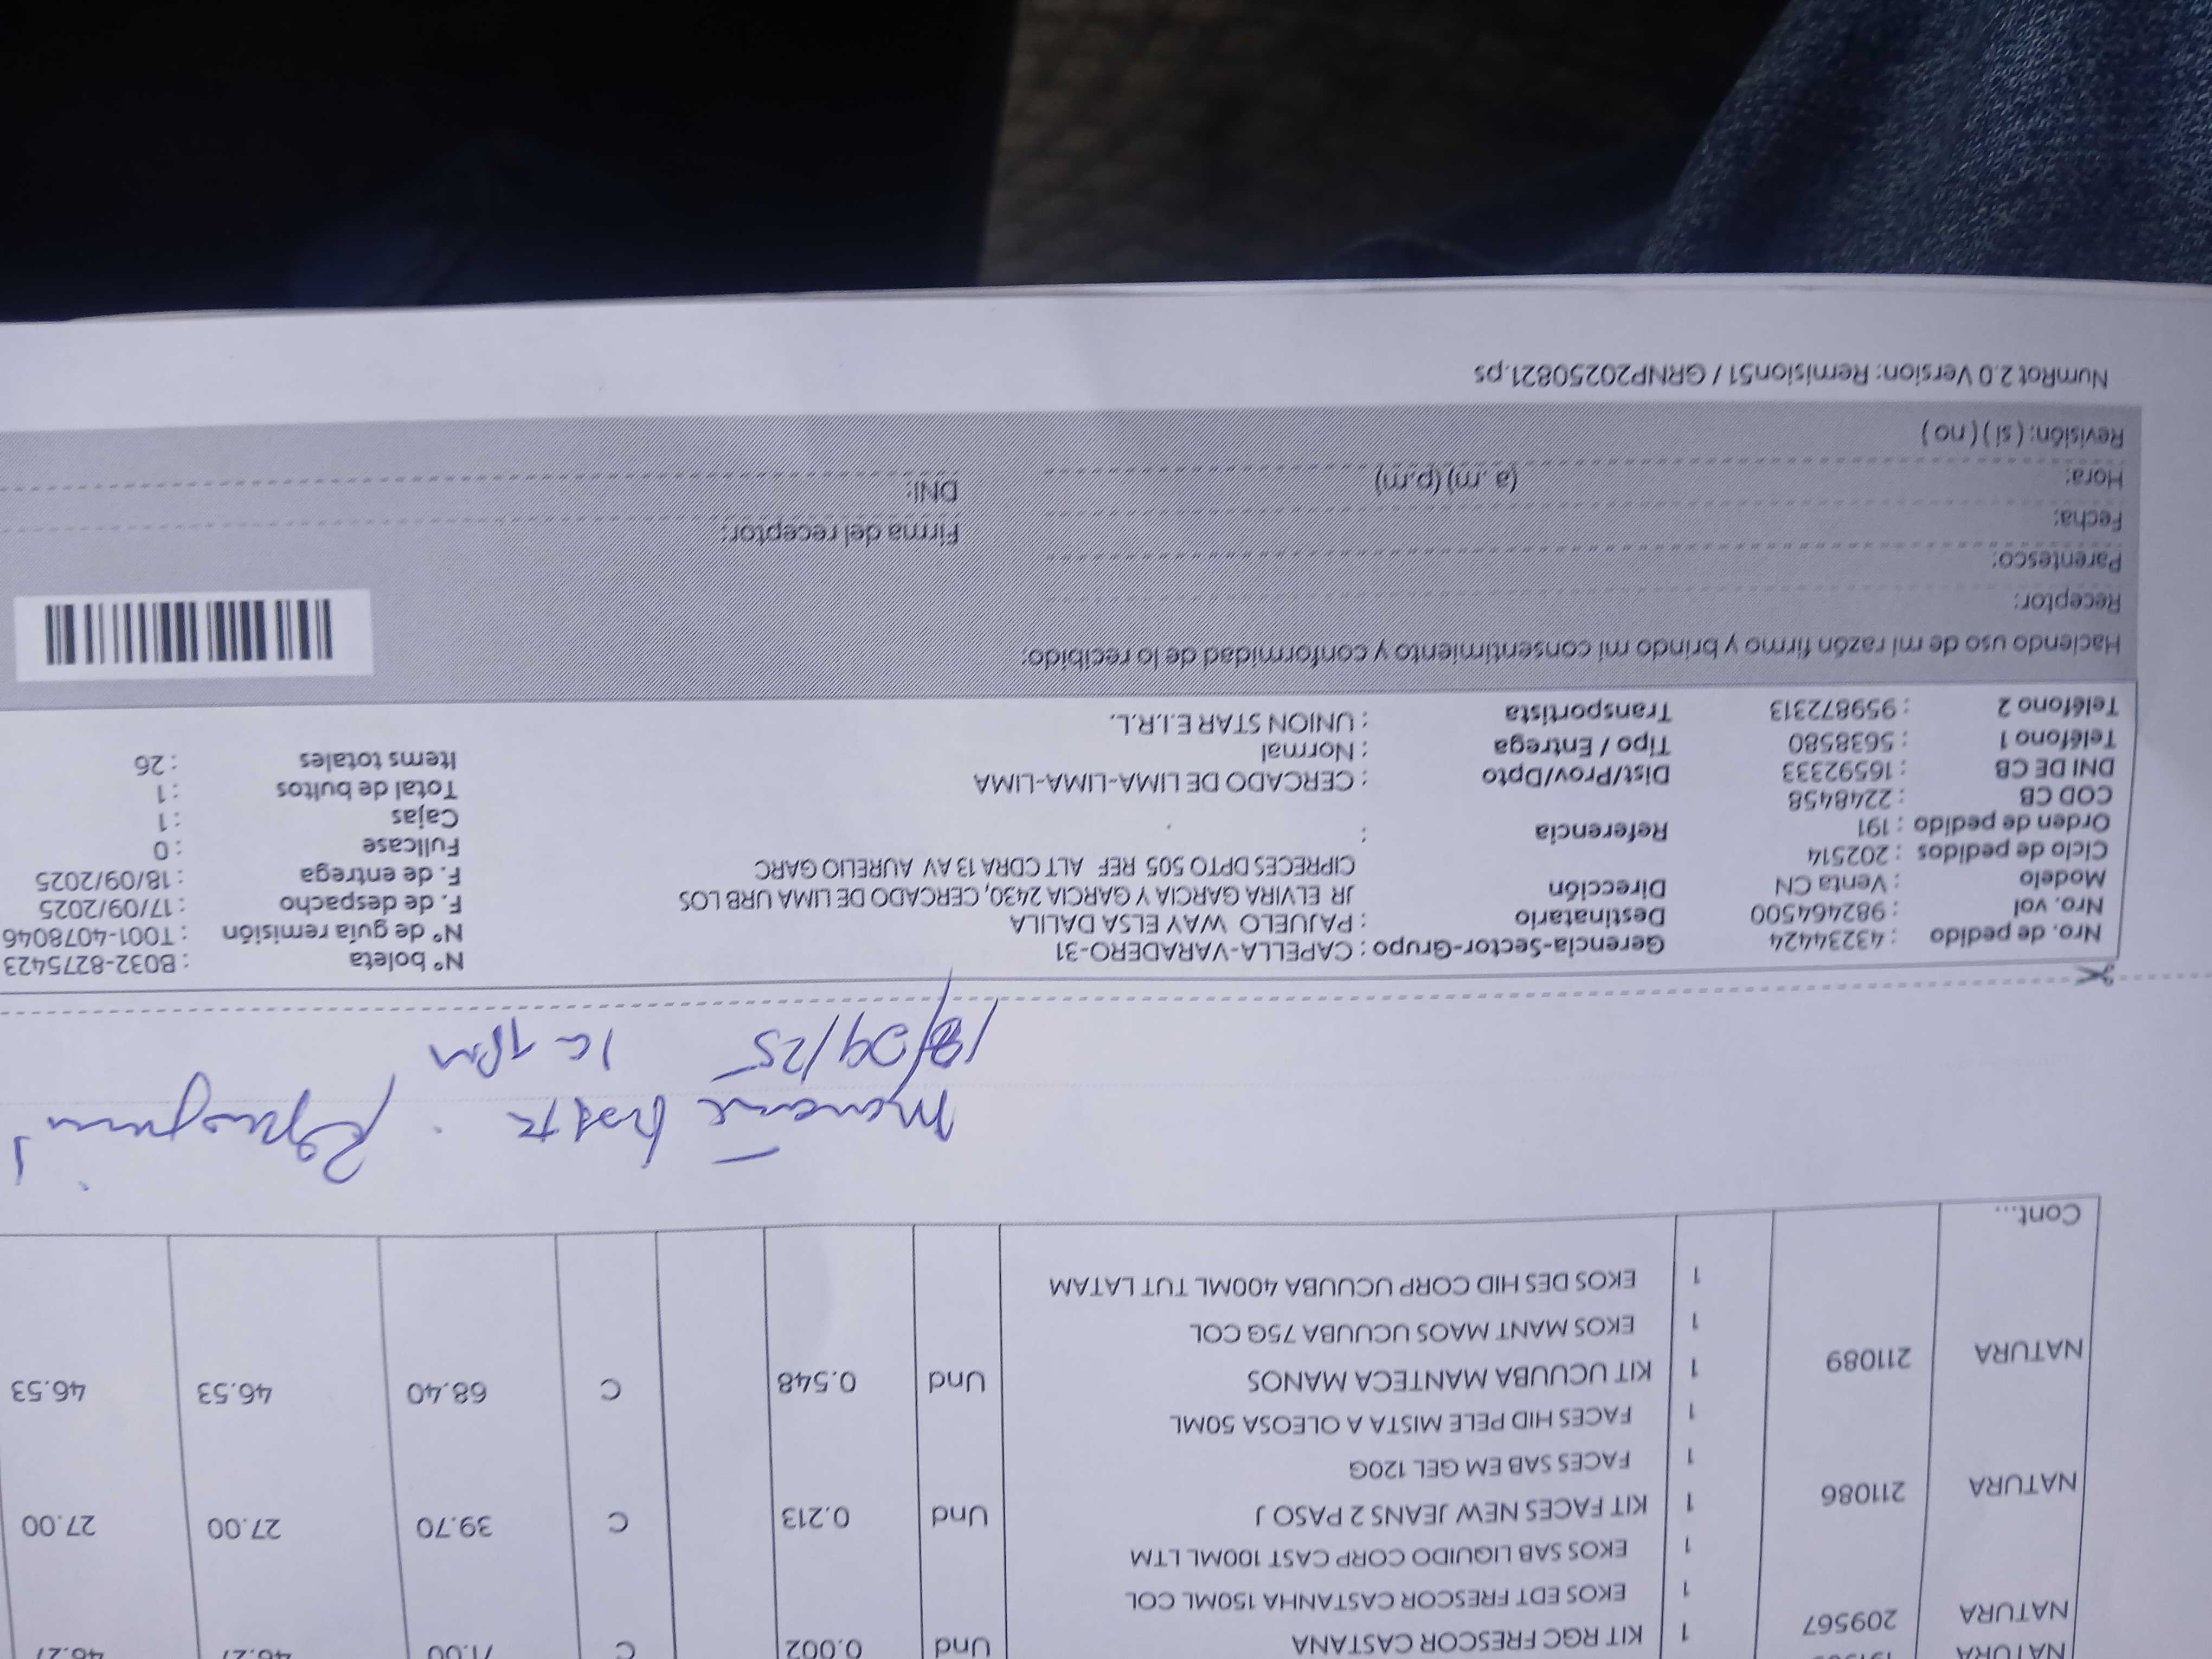 NATURA
NATURA 209567 1 KIT RGC FRESCOR CASTANA Und 0.002 C 71.00 46.27 46.27
1 EKOS EDT FRESCOR CASTANHA 150ML COL
1 EKOS SAB LIQUIDO CORP CAST 100ML LTM
NATURA 211086 1 KIT FACES NEW JEANS 2 PASO J Und 0.213 C 39.70 27.00 27.00
1 FACES SAB EM GEL 120G
1 FACES HID PELE MISTA A OLEOSA 50ML
NATURA 211089 1 KIT UCUUBA MANTECA MANOS Und 0.548 C 68.40 46.53 46.53
1 EKOS MANT MAOS UCUUBA 75G COL
1 EKOS DES HID CORP UCUUBA 400ML TUT LATAM
Cont...
/09/25
Nro. de pedido : 43234424 Gerencia-Sector-Grupo : CAPELLA-VARADERO-31 N° boleta : B032-8275423
Nro. vol : 982464500 Destinatario : PAJUELO WAY ELSA DALILA N° de guía remisión : T001-4078046
Modelo : Venta CN Dirección JR ELVIRA GARCIA Y GARCIA 2430, CERCADO DE LIMA URB LOS F. de despacho : 17/09/2025
Ciclo de pedidos : 202514 CIPRECES DPTO 505 REF ALT CDRA 13 AV AURELIO GARC F. de entrega : 18/09/2025
Orden de pedido : 191 Referencia : . Fullcase : 0
COD CB : 2248458 Cajas : 1
DNI DE CB : 16592333 Dist/Prov/Dpto : CERCADO DE LIMA-LIMA-LIMA Total de bultos : 1
Teléfono 1 : 5638580 Tipo / Entrega : Normal Items totales : 26
Teléfono 2 : 959872313 Transportista : UNION STAR E.I.R.L.
Haciendo uso de mi razón firmo y brindo mi consentimiento y conformidad de lo recibido:
Receptor:
Parentesco:
Fecha: Firma del receptor:
Hora: (a .m) (p.m) DNI:
Revisión: ( si ) ( no )
NumRot 2.0 Version: Remision51 / GRNP20250821.ps